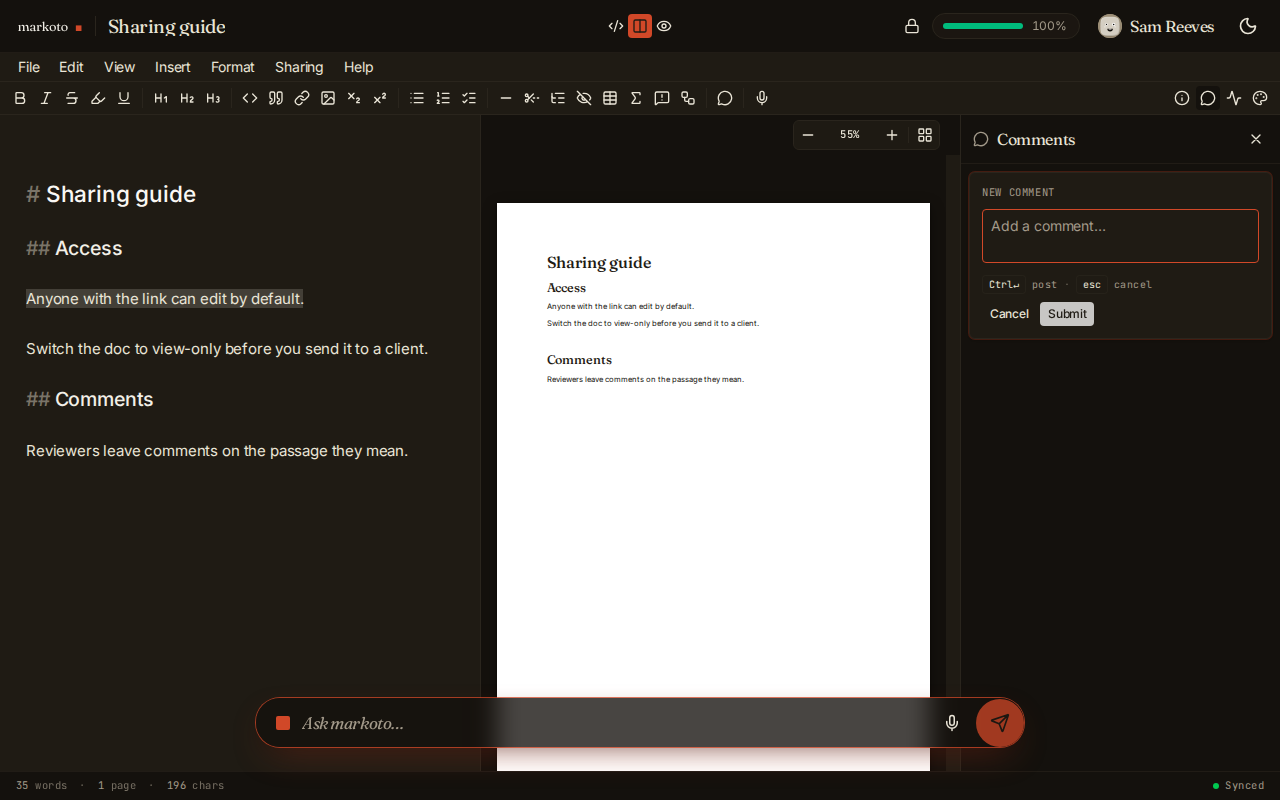 markoto
Sharing guide
100%
Sam Reeves
File Edit View Insert Format Sharing Help
H1 H2 H3
55%
Comments
# Sharing guide
## Access
Anyone with the link can edit by default.
Switch the doc to view-only before you send it to a client.
## Comments
Reviewers leave comments on the passage they mean.
Sharing guide
Access
Anyone with the link can edit by default.
Switch the doc to view-only before you send it to a client.
Comments
Reviewers leave comments on the passage they mean.
NEW COMMENT
Add a comment...
Ctrl↵ post · esc cancel
Cancel Submit
Ask markoto...
35 words · 1 page · 196 chars
Synced